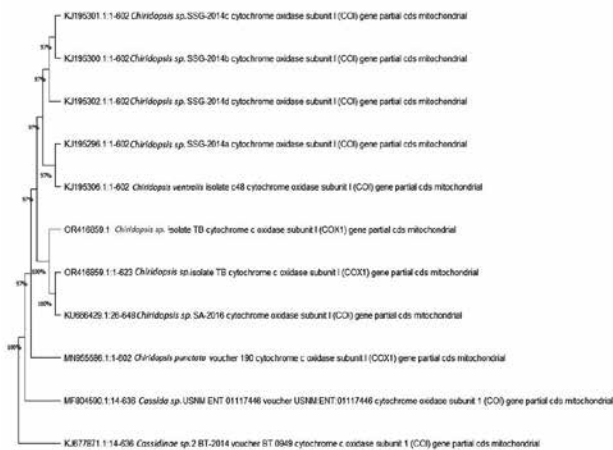 KJ195301.1:1-602 Chiridopsis sp. SSG-2014c cytochrome oxidase subunit I (COI) gene partial cds mitochondrial
97%
KJ195300.1:1-602 Chiridopsis sp. SSG-2014b cytochrome oxidase subunit I (COI) gene partial cds mitochondrial
97%
KJ195302.1:1-602 Chiridopsis sp. SSG-2014d cytochrome oxidase subunit I (COI) gene partial cds mitochondrial
97%
KJ195296.1:1-602 Chiridopsis sp. SSG-2014a cytochrome oxidase subunit I (COI) gene partial cds mitochondrial
97%
KJ195306.1:1-602 Chiridopsis ventralis isolate c48 cytochrome oxidase subunit I (COI) gene partial cds mitochondrial
97%
OR416859.1 Chiridopsis sp. isolate TB cytochrome c oxidase subunit I (COX1) gene partial cds mitochondrial
100%
OR416859.1:1-623 Chiridopsis sp. isolate TB cytochrome c oxidase subunit I (COX1) gene partial cds mitochondrial
97%
100%
KU686429.1:26-648 Chiridopsis sp. SA-2016 cytochrome oxidase subunit I (COI) gene partial cds mitochondrial
100%
MN955586.1:1-602 Chiridopsis punctata voucher 190 cytochrome c oxidase subunit I (COX1) gene partial cds mitochondrial
MF804590.1:14-636 Cassida sp. USNM ENT 01117446 voucher USNM:ENT:01117446 cytochrome oxidase subunit 1 (COI) gene partial cds mitochondrial
KJ677871.1:14-636 Cassidinae sp.2 BT-2014 voucher BT 0949 cytochrome c oxidase subunit 1 (COI) gene partial cds mitochondrial